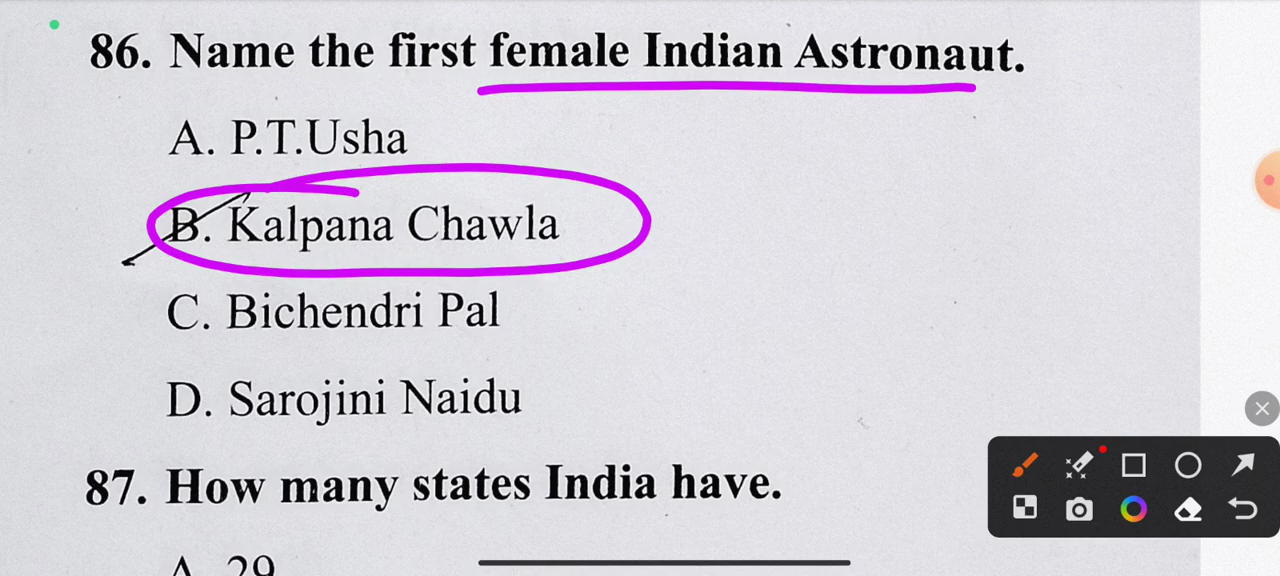 86. Name the first female Indian Astronaut.
A. P.T.Usha
B. Kalpana Chawla
C. Bichendri Pal
D. Sarojini Naidu
87. How many states India have.
A. 29